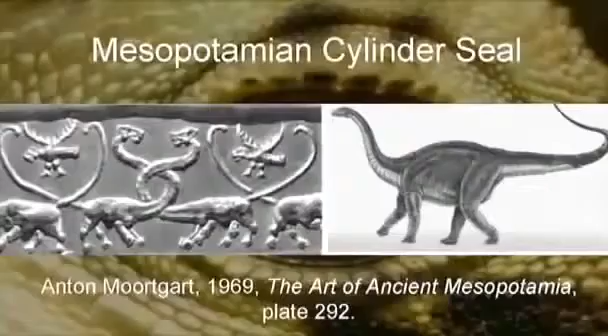 Mesopotamian Cylinder Seal
Anton Moortgart, 1969, The Art of Ancient Mesopotamia,
plate 292.